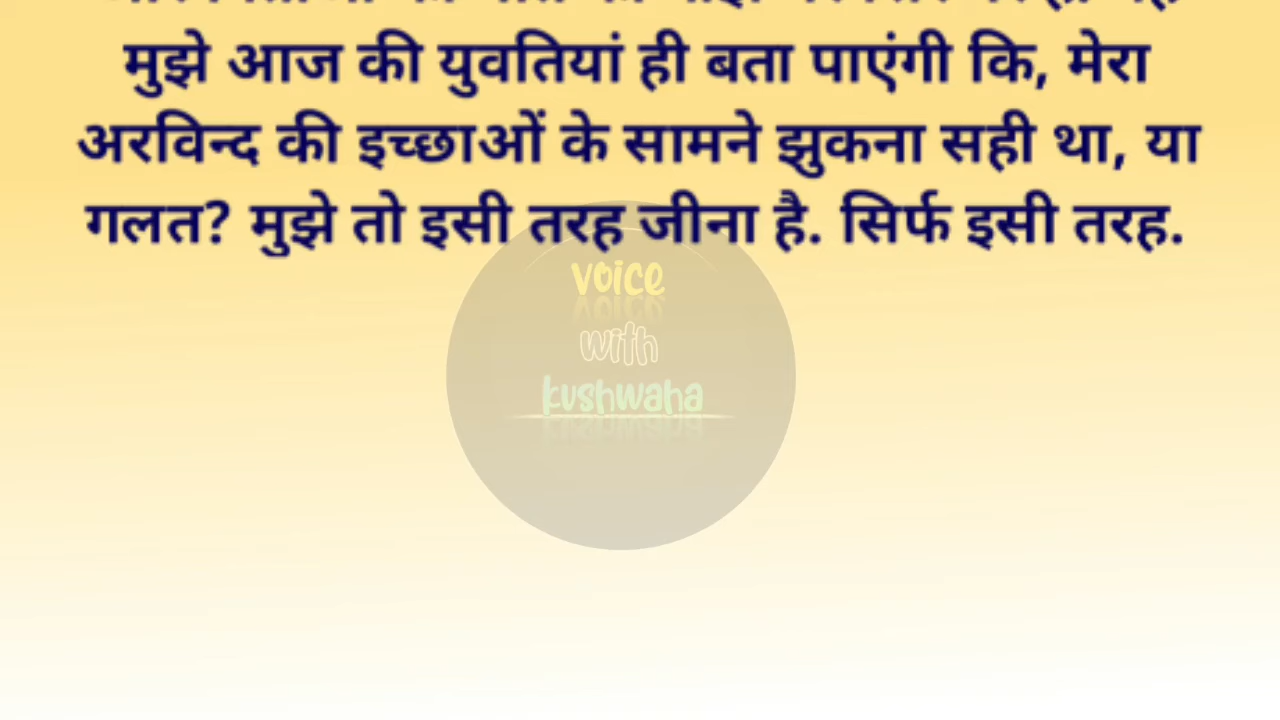 मुझे आज की युवतियां ही बता पाएंगी कि, मेरा
अरविन्द की इच्छाओं के सामने झुकना सही था, या
गलत? मुझे तो इसी तरह जीना है. सिर्फ इसी तरह.
voice
with
kushwaha